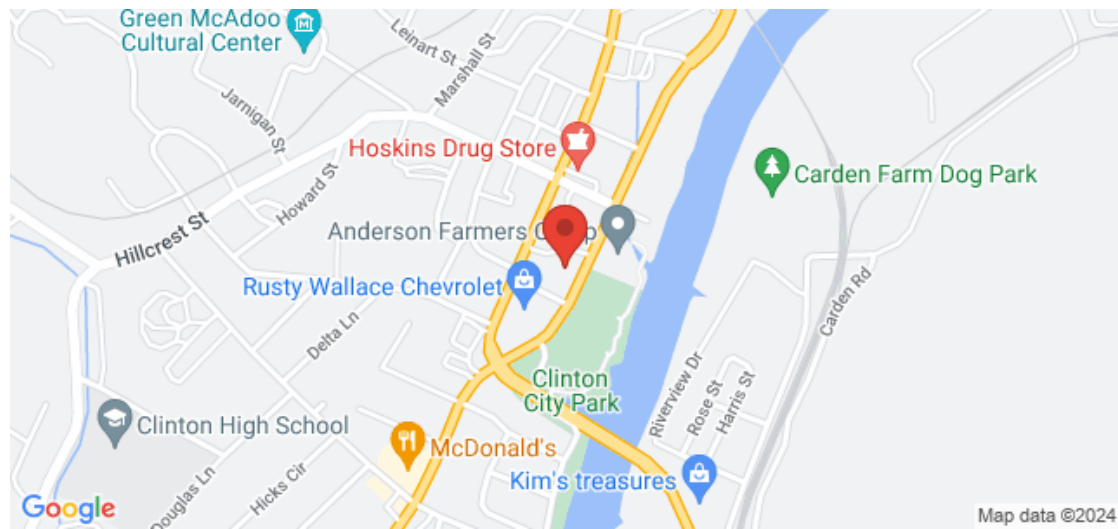 Green McAdoo
Cultural Center
Leinart St
Marshall St
Jarnigan St
Hoskins Drug Store
Howard St
Carden Farm Dog Park
Hillcrest St
Anderson Farmers C p
Rusty Wallace Chevrolet
Carden Rd
Delta Ln
Riverview Dr
Clinton
City Park
Rose St
Harris St
Clinton High School
McDonald's
Douglas Ln
Hicks Cir
Kim's treasures
Google
Map data ©2024